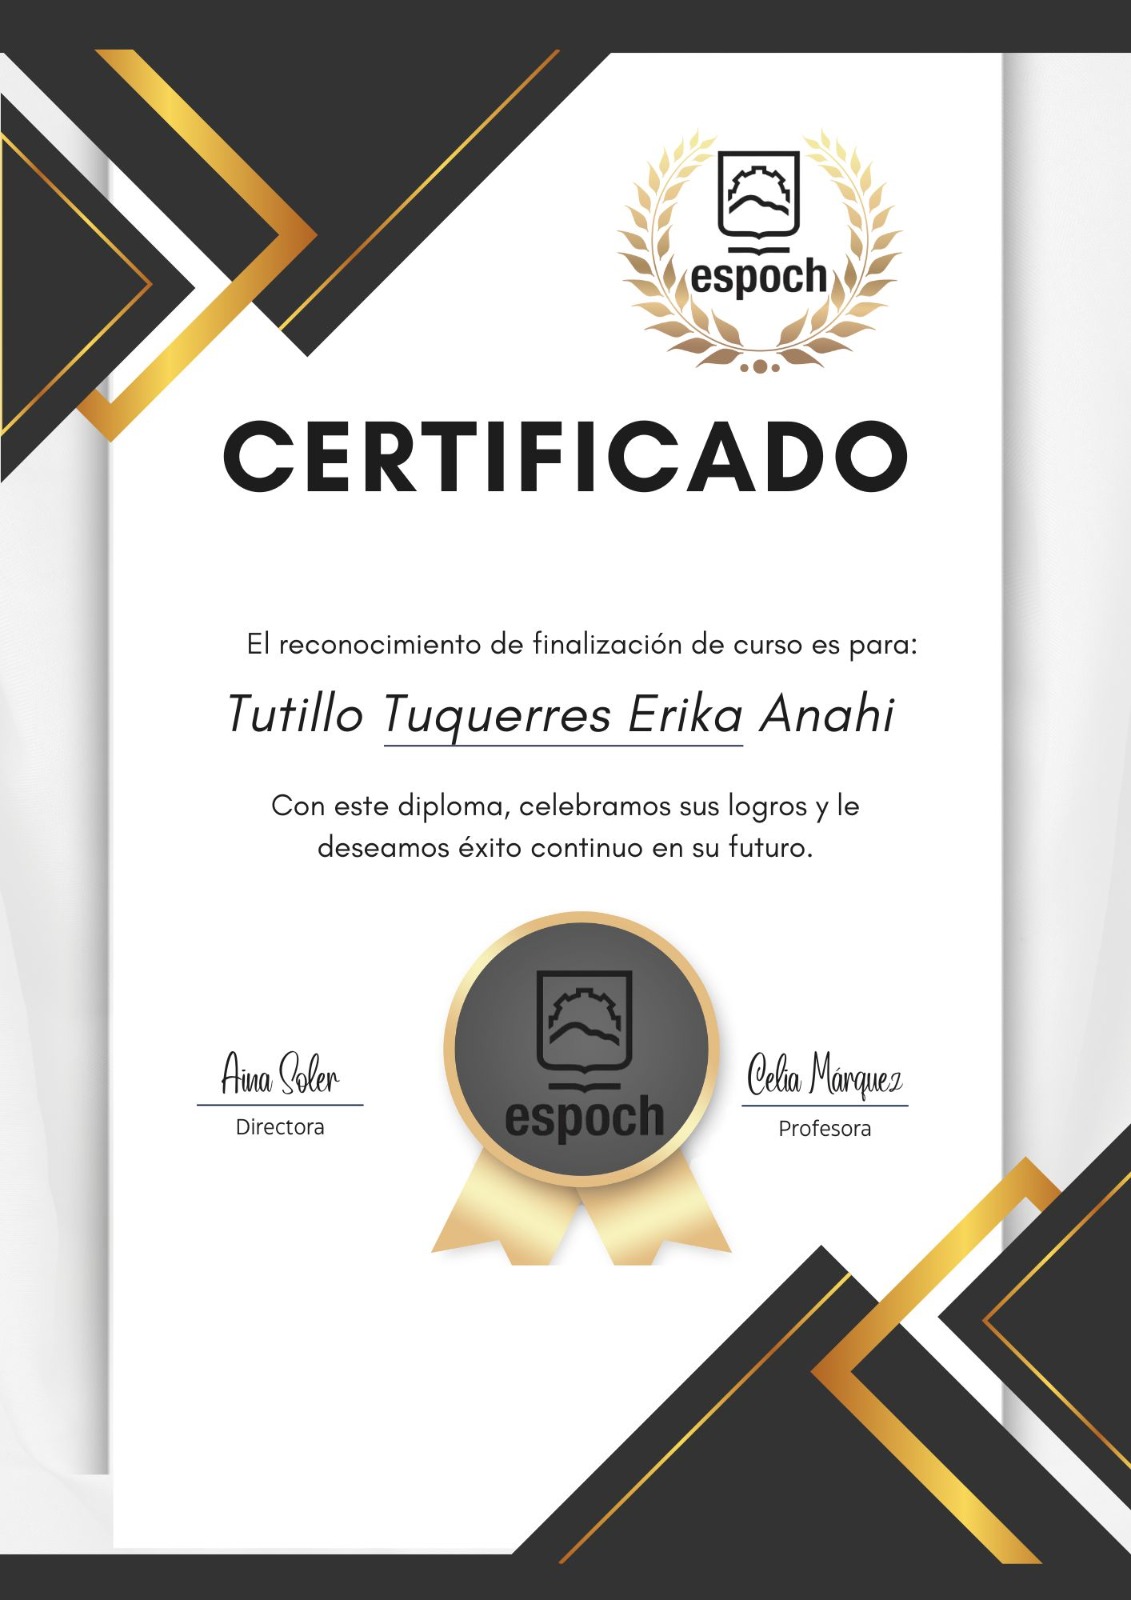 espoch
CERTIFICADO
El reconocimiento de finalización de curso es para:
Tutillo Tuquerres Erika Anahi
Con este diploma, celebramos sus logros y le
deseamos éxito continuo en su futuro.
espoch
Aina Soler
Celia Márquez
Directora
Profesora